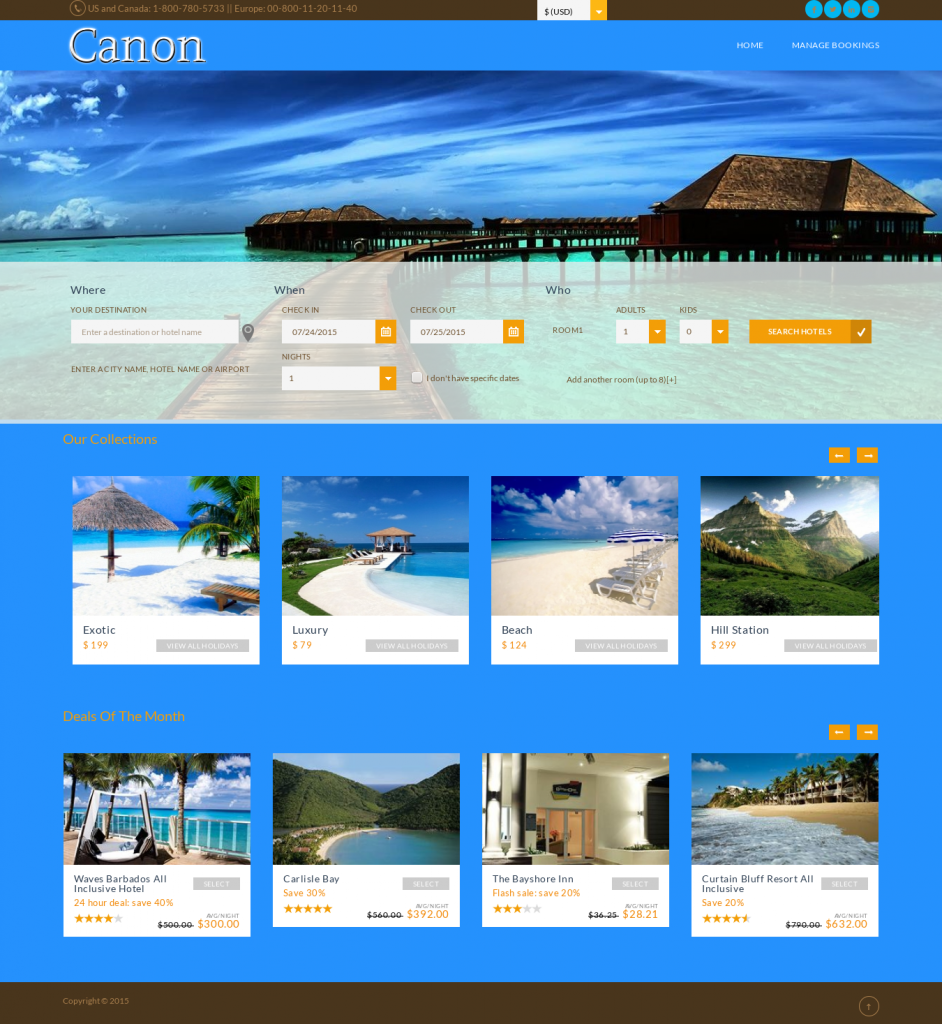 US and Canada: 1-800-780-5733 || Europe: 00-800-11-20-11-40
$ (USD)
Canon
HOME
MANAGE BOOKINGS
Where
When
Who
YOUR DESTINATION
CHECK IN
CHECK OUT
ADULTS
KIDS
Enter a destination or hotel name
07/24/2015
07/25/2015
ROOM1
1
0
SEARCH HOTELS
NIGHTS
ENTER A CITY NAME, HOTEL NAME OR AIRPORT
1
I don't have specific dates
Add another room (up to 8)[+]
Our Collections
Exotic
$ 199
VIEW ALL HOLIDAYS
Luxury
$ 79
VIEW ALL HOLIDAYS
Beach
$ 124
VIEW ALL HOLIDAYS
Hill Station
$ 299
VIEW ALL HOLIDAYS
Deals Of The Month
Waves Barbados All
Inclusive Hotel
SELECT
24 hour deal: save 40%
AVG/NIGHT
$500.00 $300.00
Carlisle Bay
SELECT
Save 30%
AVG/NIGHT
$560.00 $392.00
The Bayshore Inn
SELECT
Flash sale: save 20%
AVG/NIGHT
$36.25 $28.21
Curtain Bluff Resort All
Inclusive
SELECT
Save 20%
AVG/NIGHT
$790.00 $632.00
Copyright © 2015